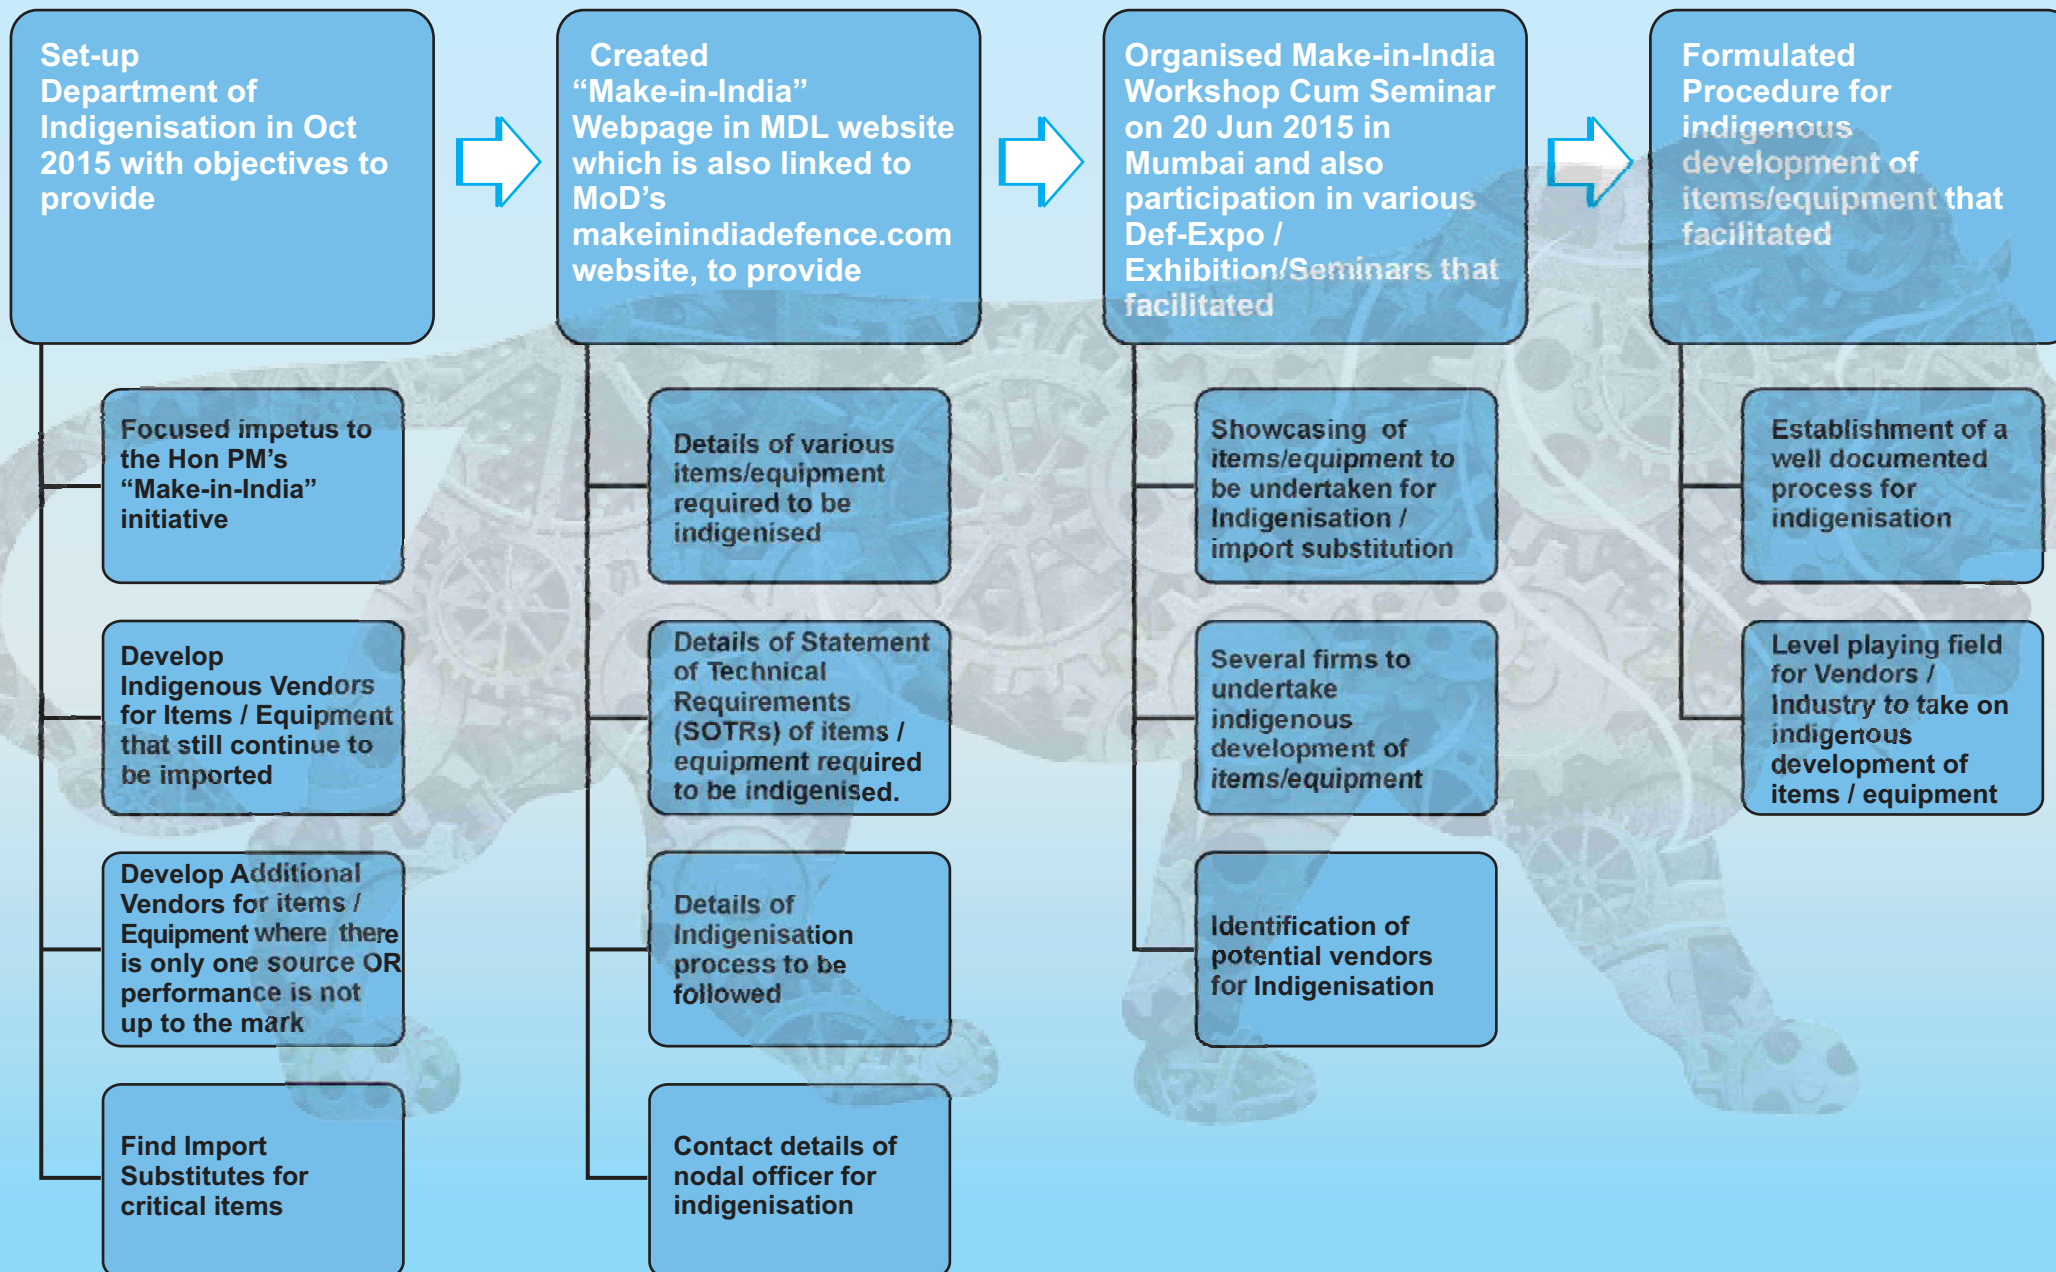 Set-up
Department of
Indigenisation in Oct
2015 with objectives to
provide
Focused impetus to
the Hon PM’s
“Make-in-India”
initiative
Develop
Indigenous Vendors
for Items / Equipment
that still continue to
be imported
Develop Additional
Vendors for items /
Equipment where there
is only one source OR
performance is not
up to the mark
Find Import
Substitutes for
critical items
Created
“Make-in-India”
Webpage in MDL website
which is also linked to
MoD’s
makeinindiadefence.com
website, to provide
Details of various
items/equipment
required to be
indigenised
Details of Statement
of Technical
Requirements
(SOTRs) of items /
equipment required
to be indigenised.
Details of
Indigenisation
process to be
followed
Contact details of
nodal officer for
indigenisation
Organised Make-in-India
Workshop Cum Seminar
on 20 Jun 2015 in
Mumbai and also
participation in various
Def-Expo /
Exhibition/Seminars that
facilitated
Showcasing of
items/equipment to
be undertaken for
Indigenisation /
import substitution
Several firms to
undertake
indigenous
development of
items/equipment
Identification of
potential vendors
for Indigenisation
Formulated
Procedure for
indigenous
development of
items/equipment that
facilitated
Establishment of a
well documented
process for
indigenisation
Level playing field
for Vendors /
Industry to take on
indigenous
development of
items / equipment